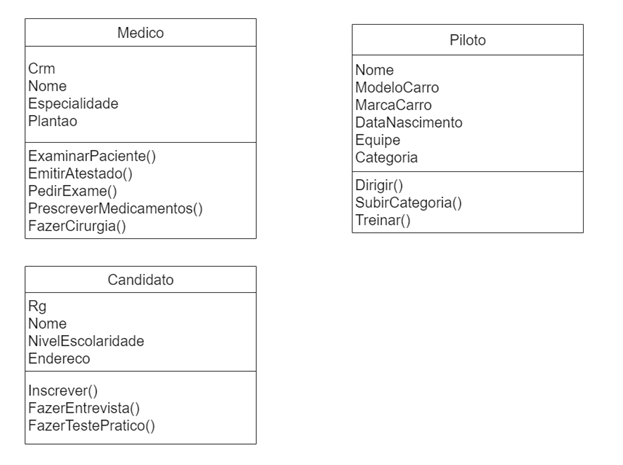 Medico
Crm
Nome
Especialidade
Plantao
ExaminarPaciente()
EmitirAtestado()
PedirExame()
PrescreverMedicamentos()
FazerCirurgia()
Piloto
Nome
ModeloCarro
MarcaCarro
DataNascimento
Equipe
Categoria
Dirigir()
SubirCategoria()
Treinar()
Candidato
Rg
Nome
NivelEscolaridade
Endereco
Inscrever()
FazerEntrevista()
FazerTestePratico()